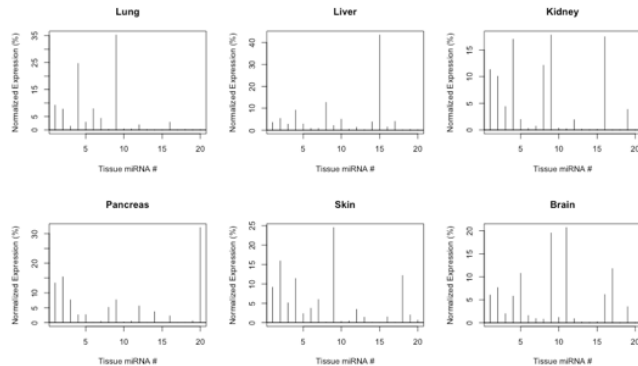 Lung
Liver
Kidney
Normalized Expression (%)
5 15 25 35
5 10 15 20
Tissue miRNA #
Normalized Expression (%)
0 10 20 30 40
5 10 15 20
Tissue miRNA #
Normalized Expression (%)
0 5 10 15
5 10 15 20
Tissue miRNA #
Pancreas
Skin
Brain
Normalized Expression (%)
0 10 20 30
5 10 15 20
Tissue miRNA #
Normalized Expression (%)
0 5 10 15 20 25
5 10 15 20
Tissue miRNA #
Normalized Expression (%)
0 5 10 15 20
5 10 15 20
Tissue miRNA #